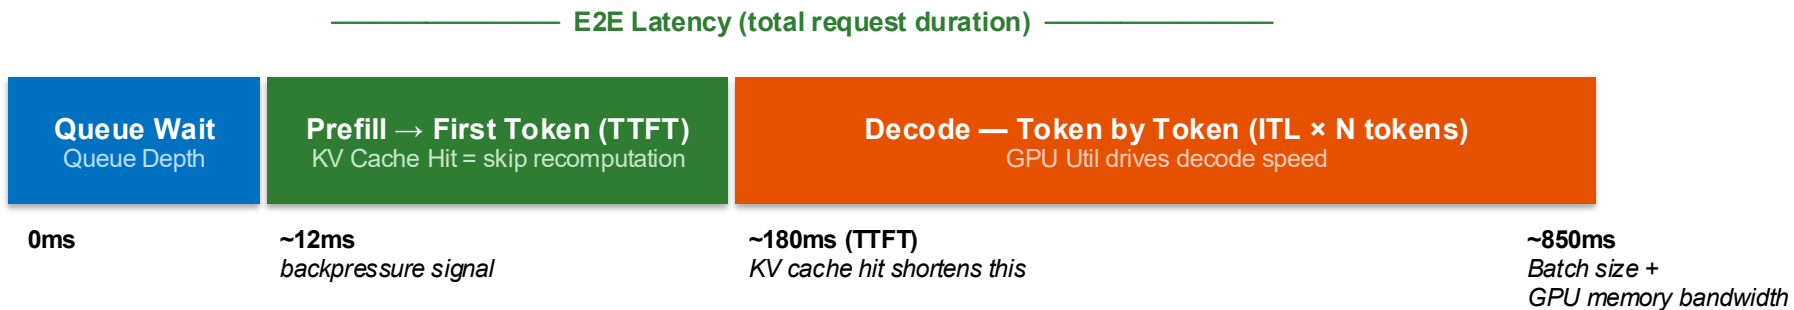 E2E Latency (total request duration)
Queue Wait
Queue Depth
Prefill → First Token (TTFT)
KV Cache Hit = skip recomputation
Decode — Token by Token (ITL × N tokens)
GPU Util drives decode speed
0ms
~12ms
backpressure signal
~180ms (TTFT)
KV cache hit shortens this
~850ms
Batch size +
GPU memory bandwidth